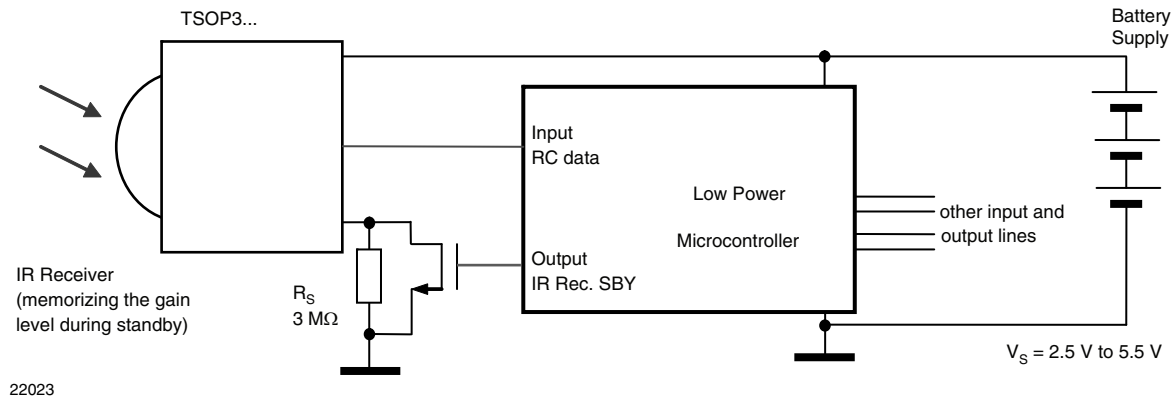 TSOP3...
Battery
Supply
Input
RC data
Low Power
Microcontroller
other input and
output lines
Output
IR Rec. SBY
IR Receiver
(memorizing the gain
level during standby)
RS
3 MΩ
VS = 2.5 V to 5.5 V
22023